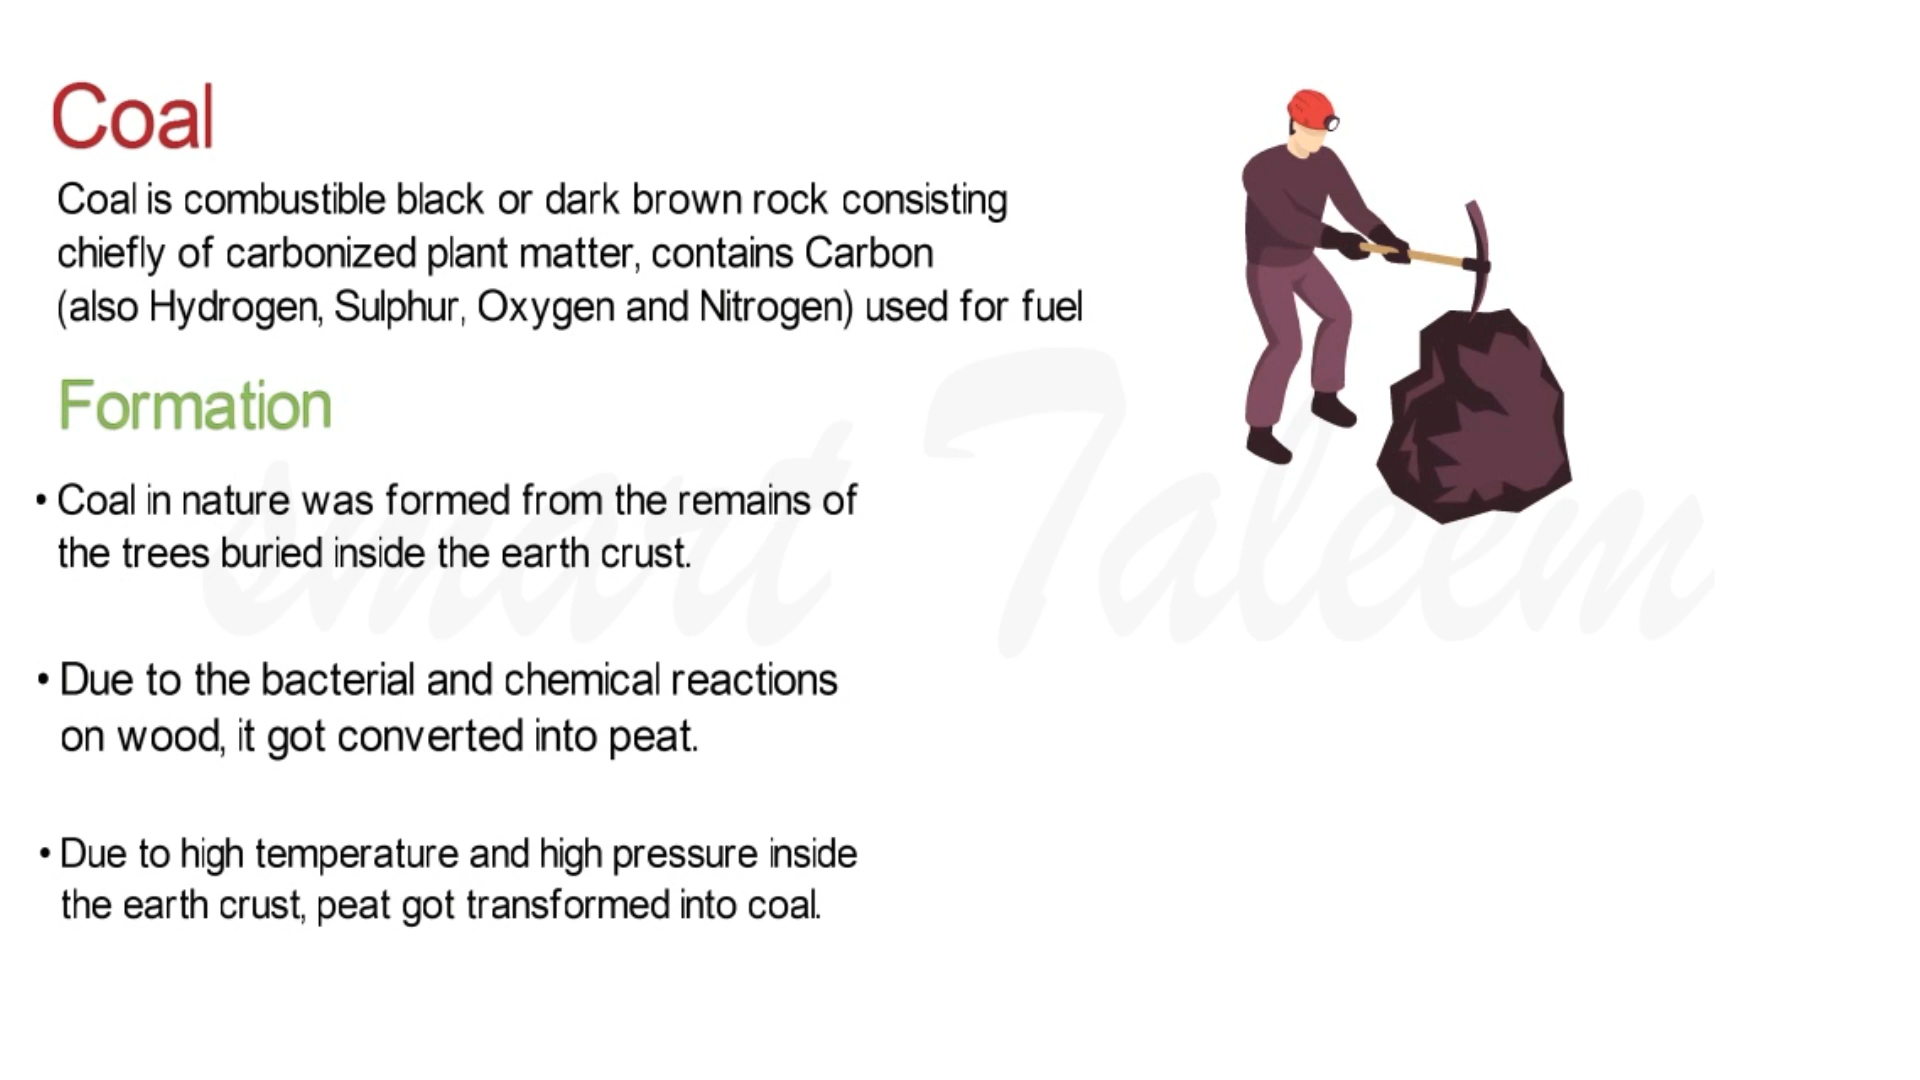 Coal
Coal is combustible black or dark brown rock consisting
chiefly of carbonized plant matter, contains Carbon
(also Hydrogen, Sulphur, Oxygen and Nitrogen) used for fuel
Formation
• Coal in nature was formed from the remains of
the trees buried inside the earth crust.
smart Taleem
• Due to the bacterial and chemical reactions
on wood, it got converted into peat.
• Due to high temperature and high pressure inside
the earth crust, peat got transformed into coal.